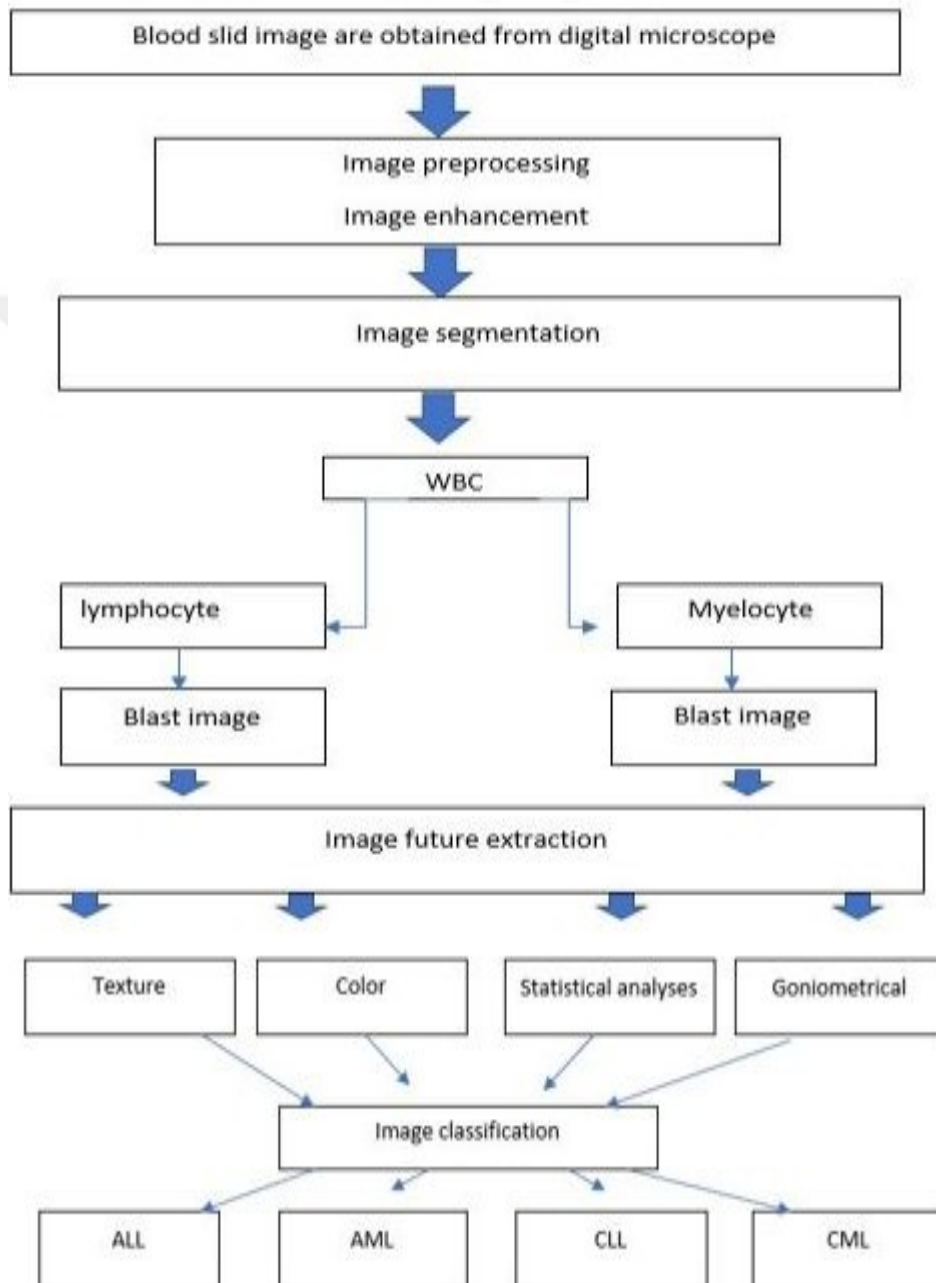 Blood slid image are obtained from digital microscope
Image preprocessing
Image enhancement
Image segmentation
WBC
lymphocyte
Myelocyte
Blast image
Blast image
Image future extraction
Texture
Color
Statistical analyses
Goniometrical
Image classification
ALL
AML
CLL
CML